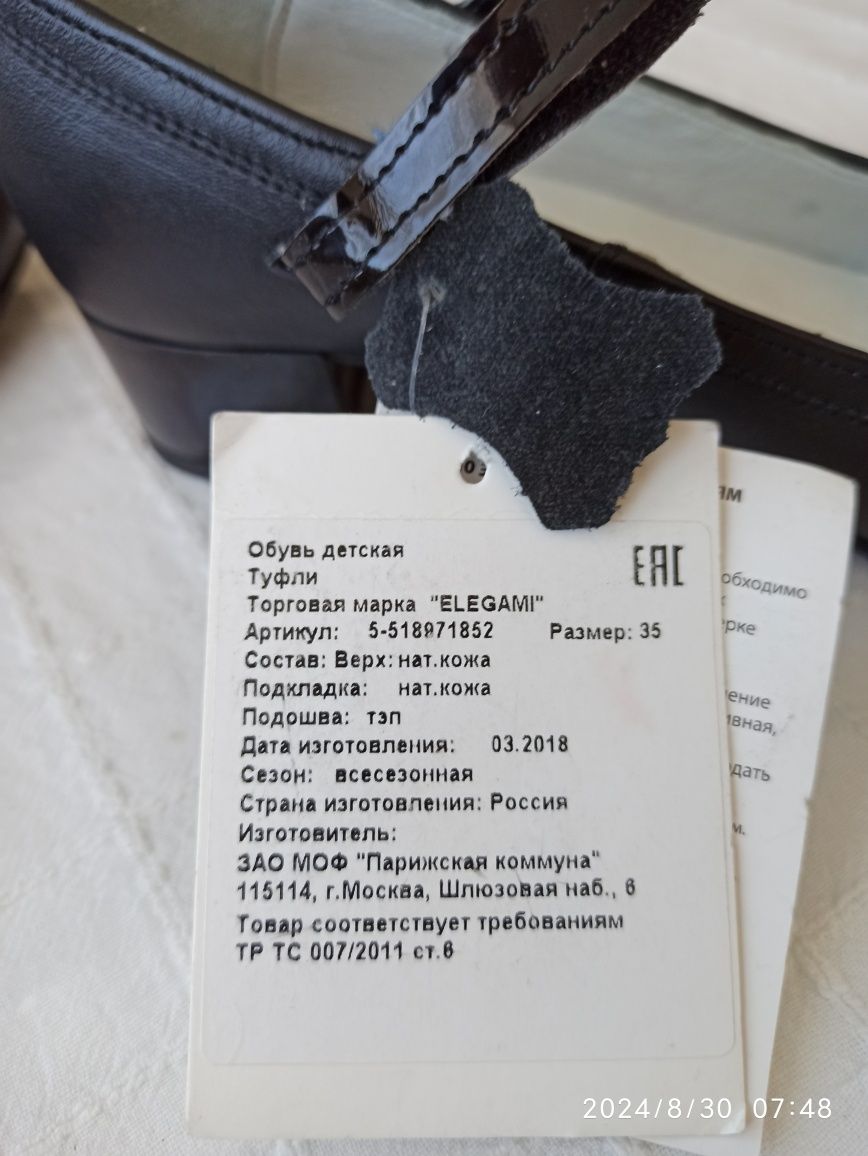 Обувь детская
EAC
Туфли
Торговая марка "ELEGAMI"
Артикул: 5-518971852 Размер: 35
Состав: Верх: нат.кожа
Подкладка: нат.кожа
Подошва: тэп
Дата изготовления: 03.2018
Сезон: всесезонная
Страна изготовления: Россия
Изготовитель:
ЗАО МОФ "Парижская коммуна"
115114, г.Москва, Шлюзовая наб., 6
Товар соответствует требованиям
ТР ТС 007/2011 ст.6
2024/8/30 07:48